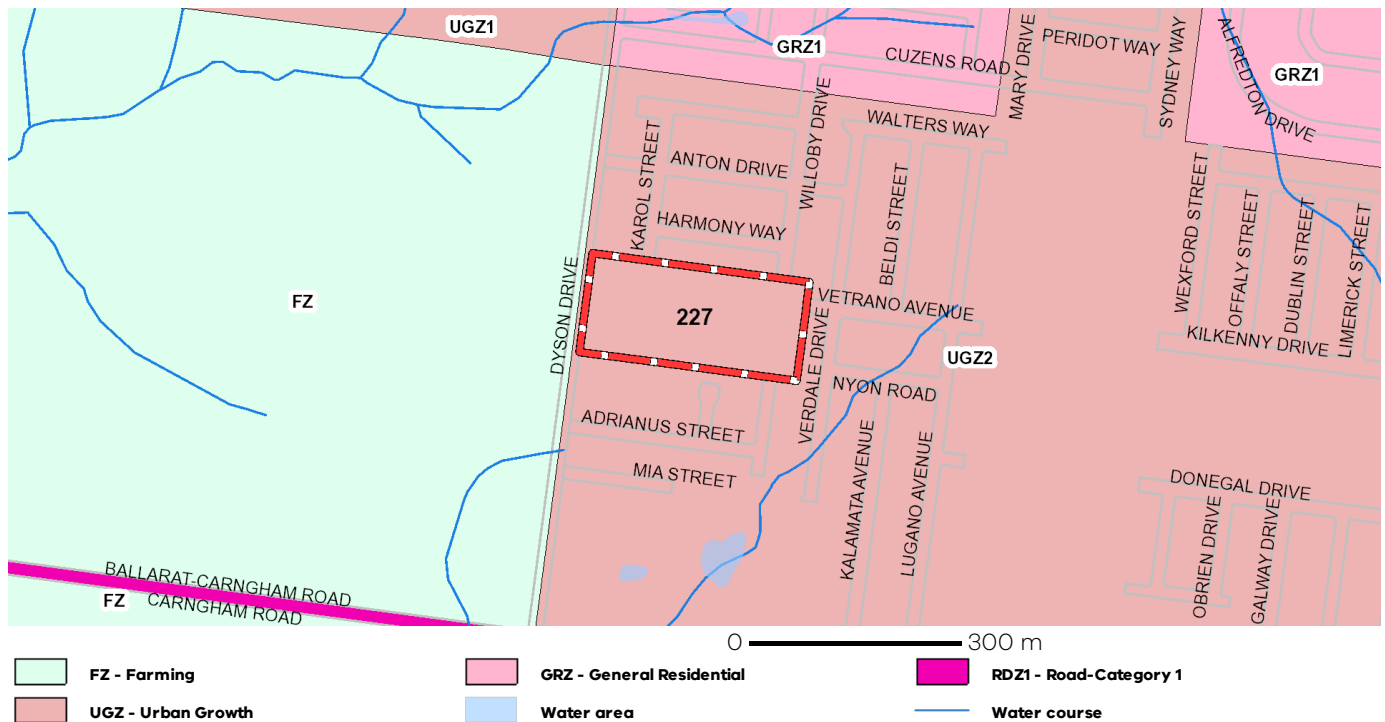 UGZ1
GRZ1
CUZENS ROAD
MARY DRIVE
PERIDOT WAY
SYDNEY WAY
ALFREDTON DRIVE
GRZ1
WALTERS WAY
WILLOBY DRIVE
KAROL STREET
ANTON DRIVE
HARMONY WAY
BELDI STREET
WEXFORD STREET
OFFALY STREET
DUBLIN STREET
LIMERICK STREET
FZ
DYSON DRIVE
227
VETRANO AVENUE
VERDALE DRIVE
UGZ2
KILKENNY DRIVE
NYON ROAD
ADRIANUS STREET
MIA STREET
KALAMATA AVENUE
LUGANO AVENUE
DONEGAL DRIVE
OBRIEN DRIVE
GALWAY DRIVE
BALLARAT-CARNGHAM ROAD
FZ
CARNGHAM ROAD
0 300 m
FZ - Farming
GRZ - General Residential
RDZ1 - Road-Category 1
UGZ - Urban Growth
Water area
Water course